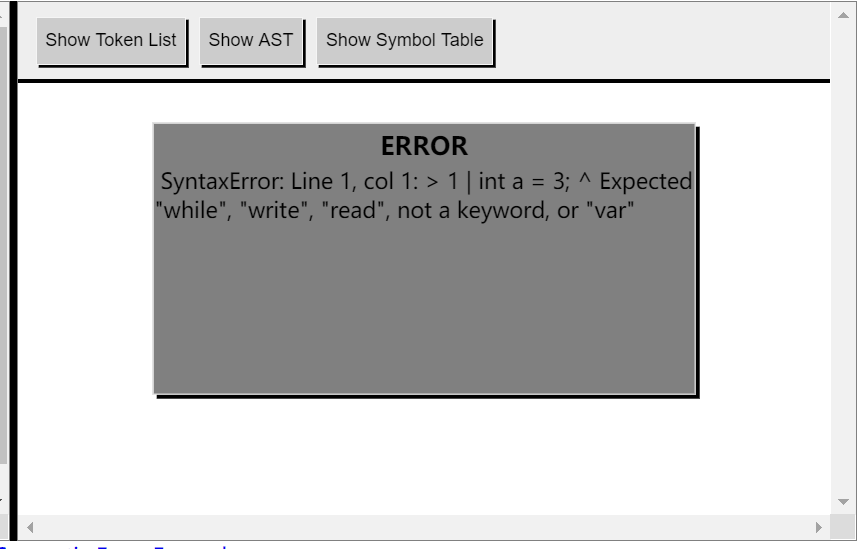 Show Token List Show AST Show Symbol Table
ERROR
SyntaxError: Line 1, col 1: > 1 | int a = 3; ^ Expected
"while", "write", "read", not a keyword, or "var"